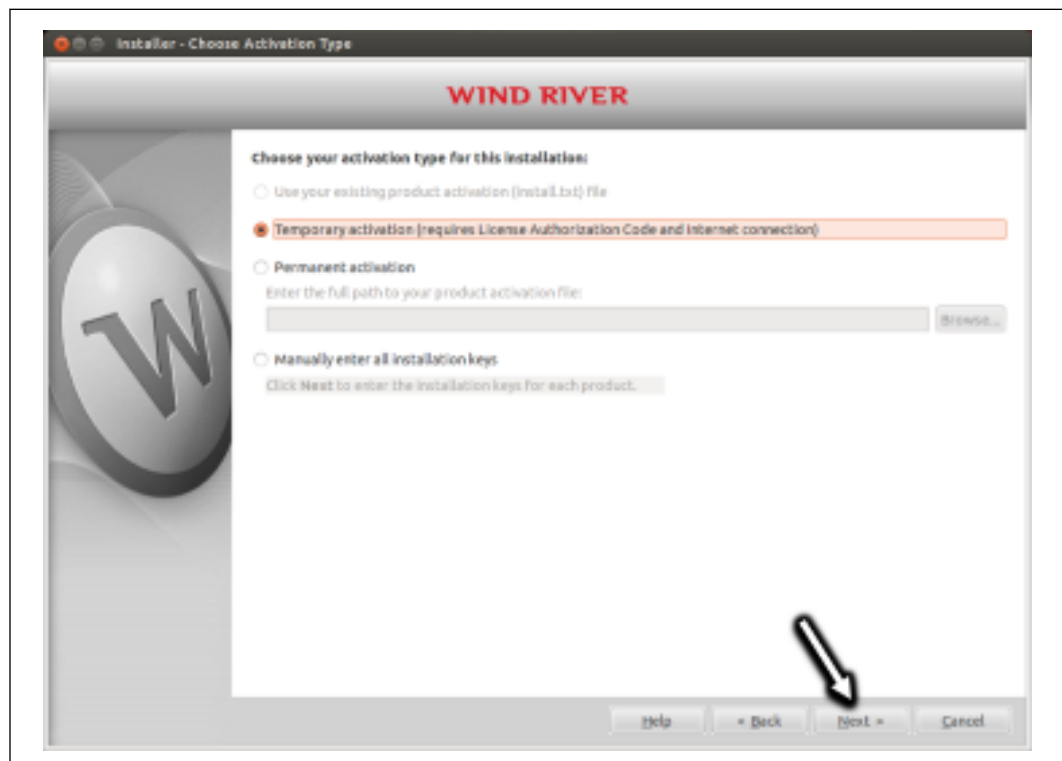 Installer - Choose Activation Type
WIND RIVER
Choose your activation type for this installation:
Use your existing product activation (install.txt) file
Temporary activation (requires License Authorization Code and internet connection)
Permanent activation
Enter the full path to your product activation file:
Browse...
Manually enter all installation keys
Click Next to enter the installation keys for each product.
W
Help
< Back
Next >
Cancel